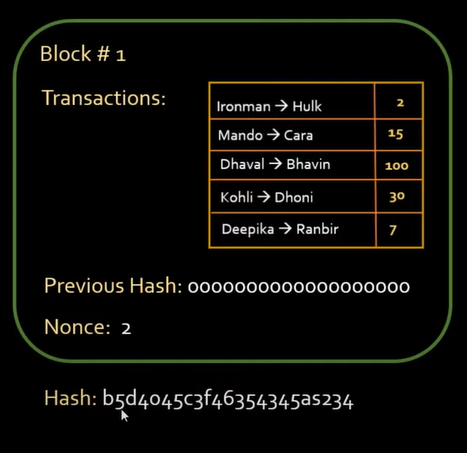 Block # 1
Transactions:
Ironman → Hulk 2
Mando → Cara 15
Dhaval → Bhavin 100
Kohli → Dhoni 30
Deepika → Ranbir 7
Previous Hash: 0000000000000000000
Nonce: 2
Hash: b5d4045c3f46354345as234